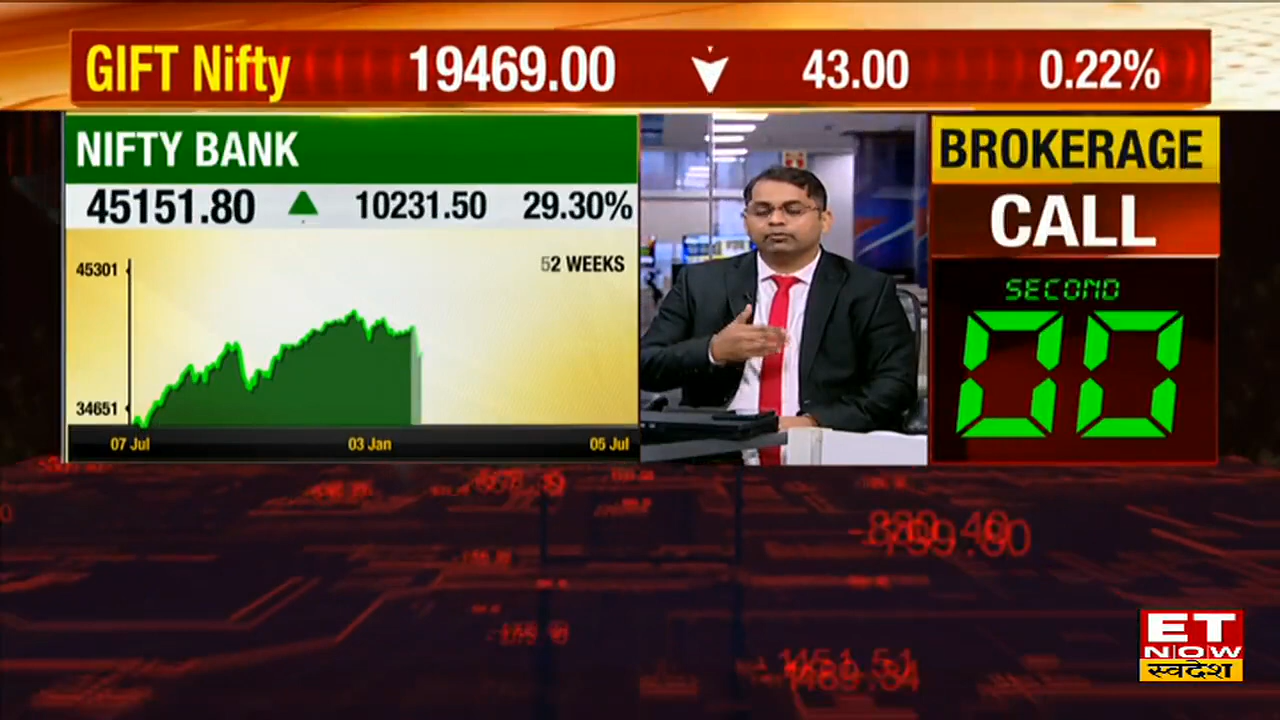 GIFT Nifty 19469.00 43.00 0.22%
NIFTY BANK
45151.80 10231.50 29.30%
52 WEEKS
45301
34651
07 Jul 03 Jan 05 Jul
BROKERAGE
CALL
SECOND
00
ET
NOW
स्वदेश